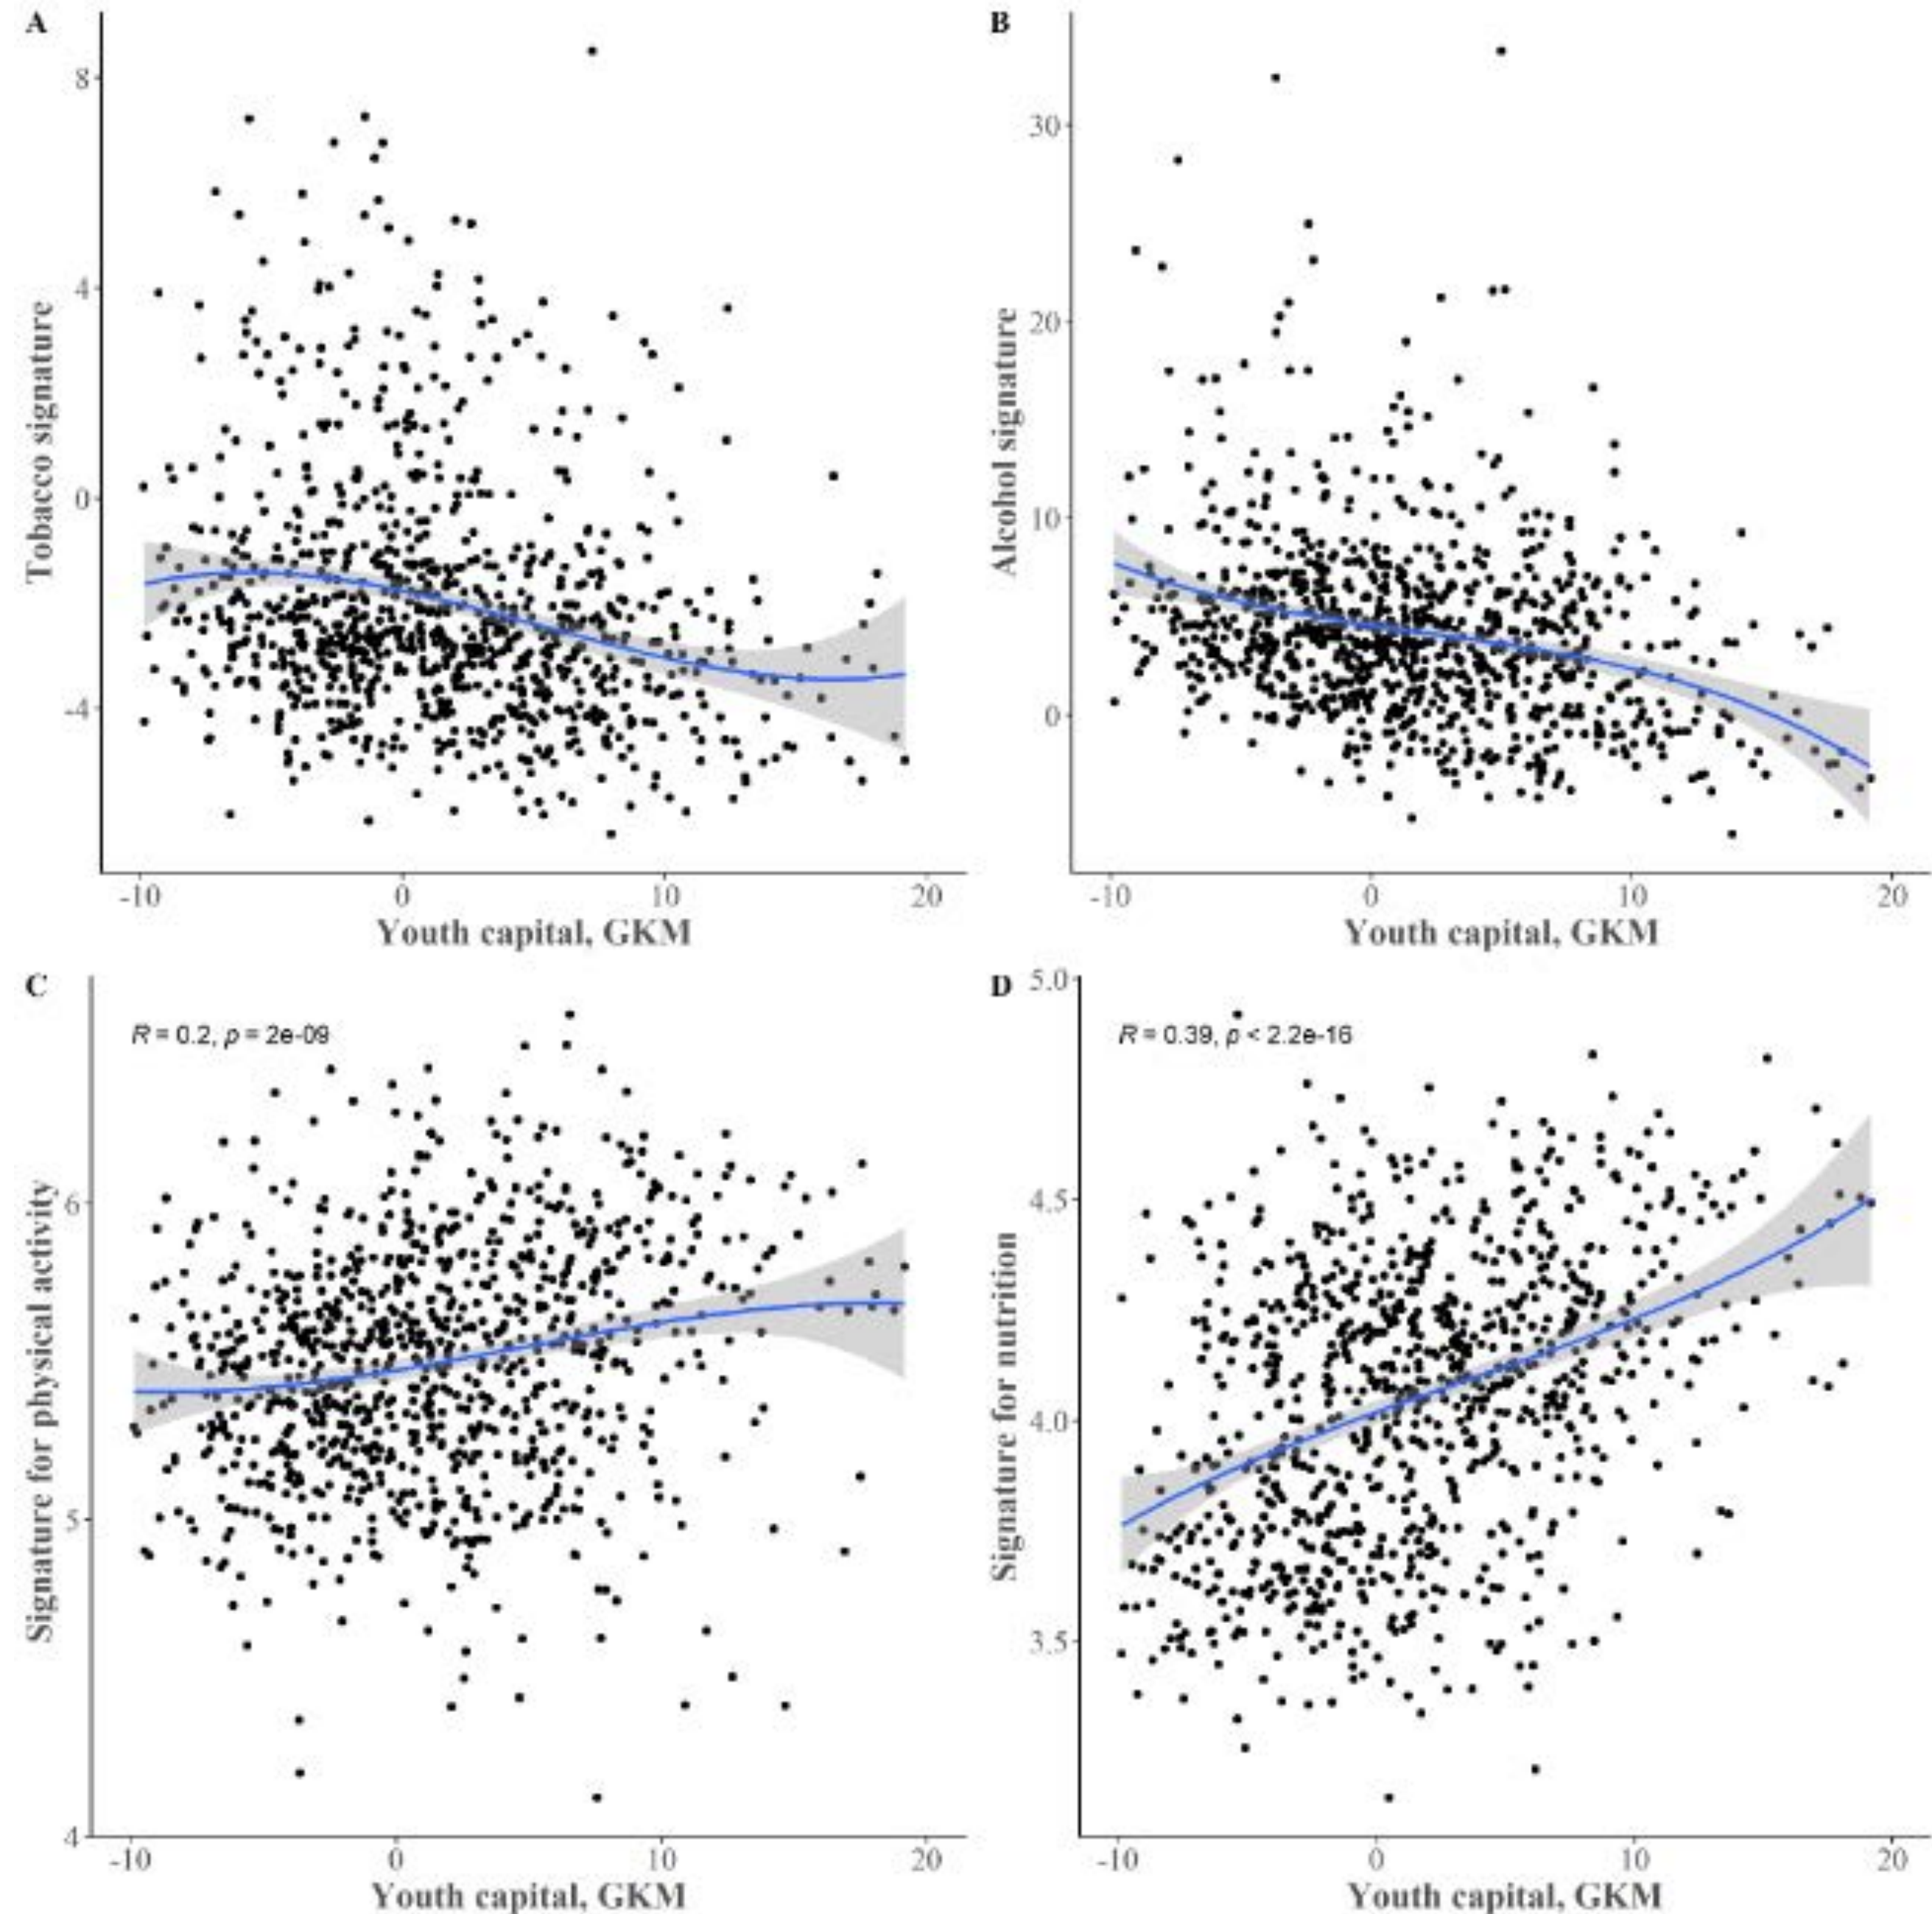 A
8
4
0
-4
Tobacco signature
-10 0 10 20
Youth capital, GKM
B
30
20
10
0
Alcohol signature
-10 0 10 20
Youth capital, GKM
C
R = 0.2, p = 2e-09
6
5
4
Signature for physical activity
-10 0 10 20
Youth capital, GKM
D
R = 0.39, p < 2.2e-16
5.0
4.5
4.0
3.5
Signature for nutrition
-10 0 10 20
Youth capital, GKM